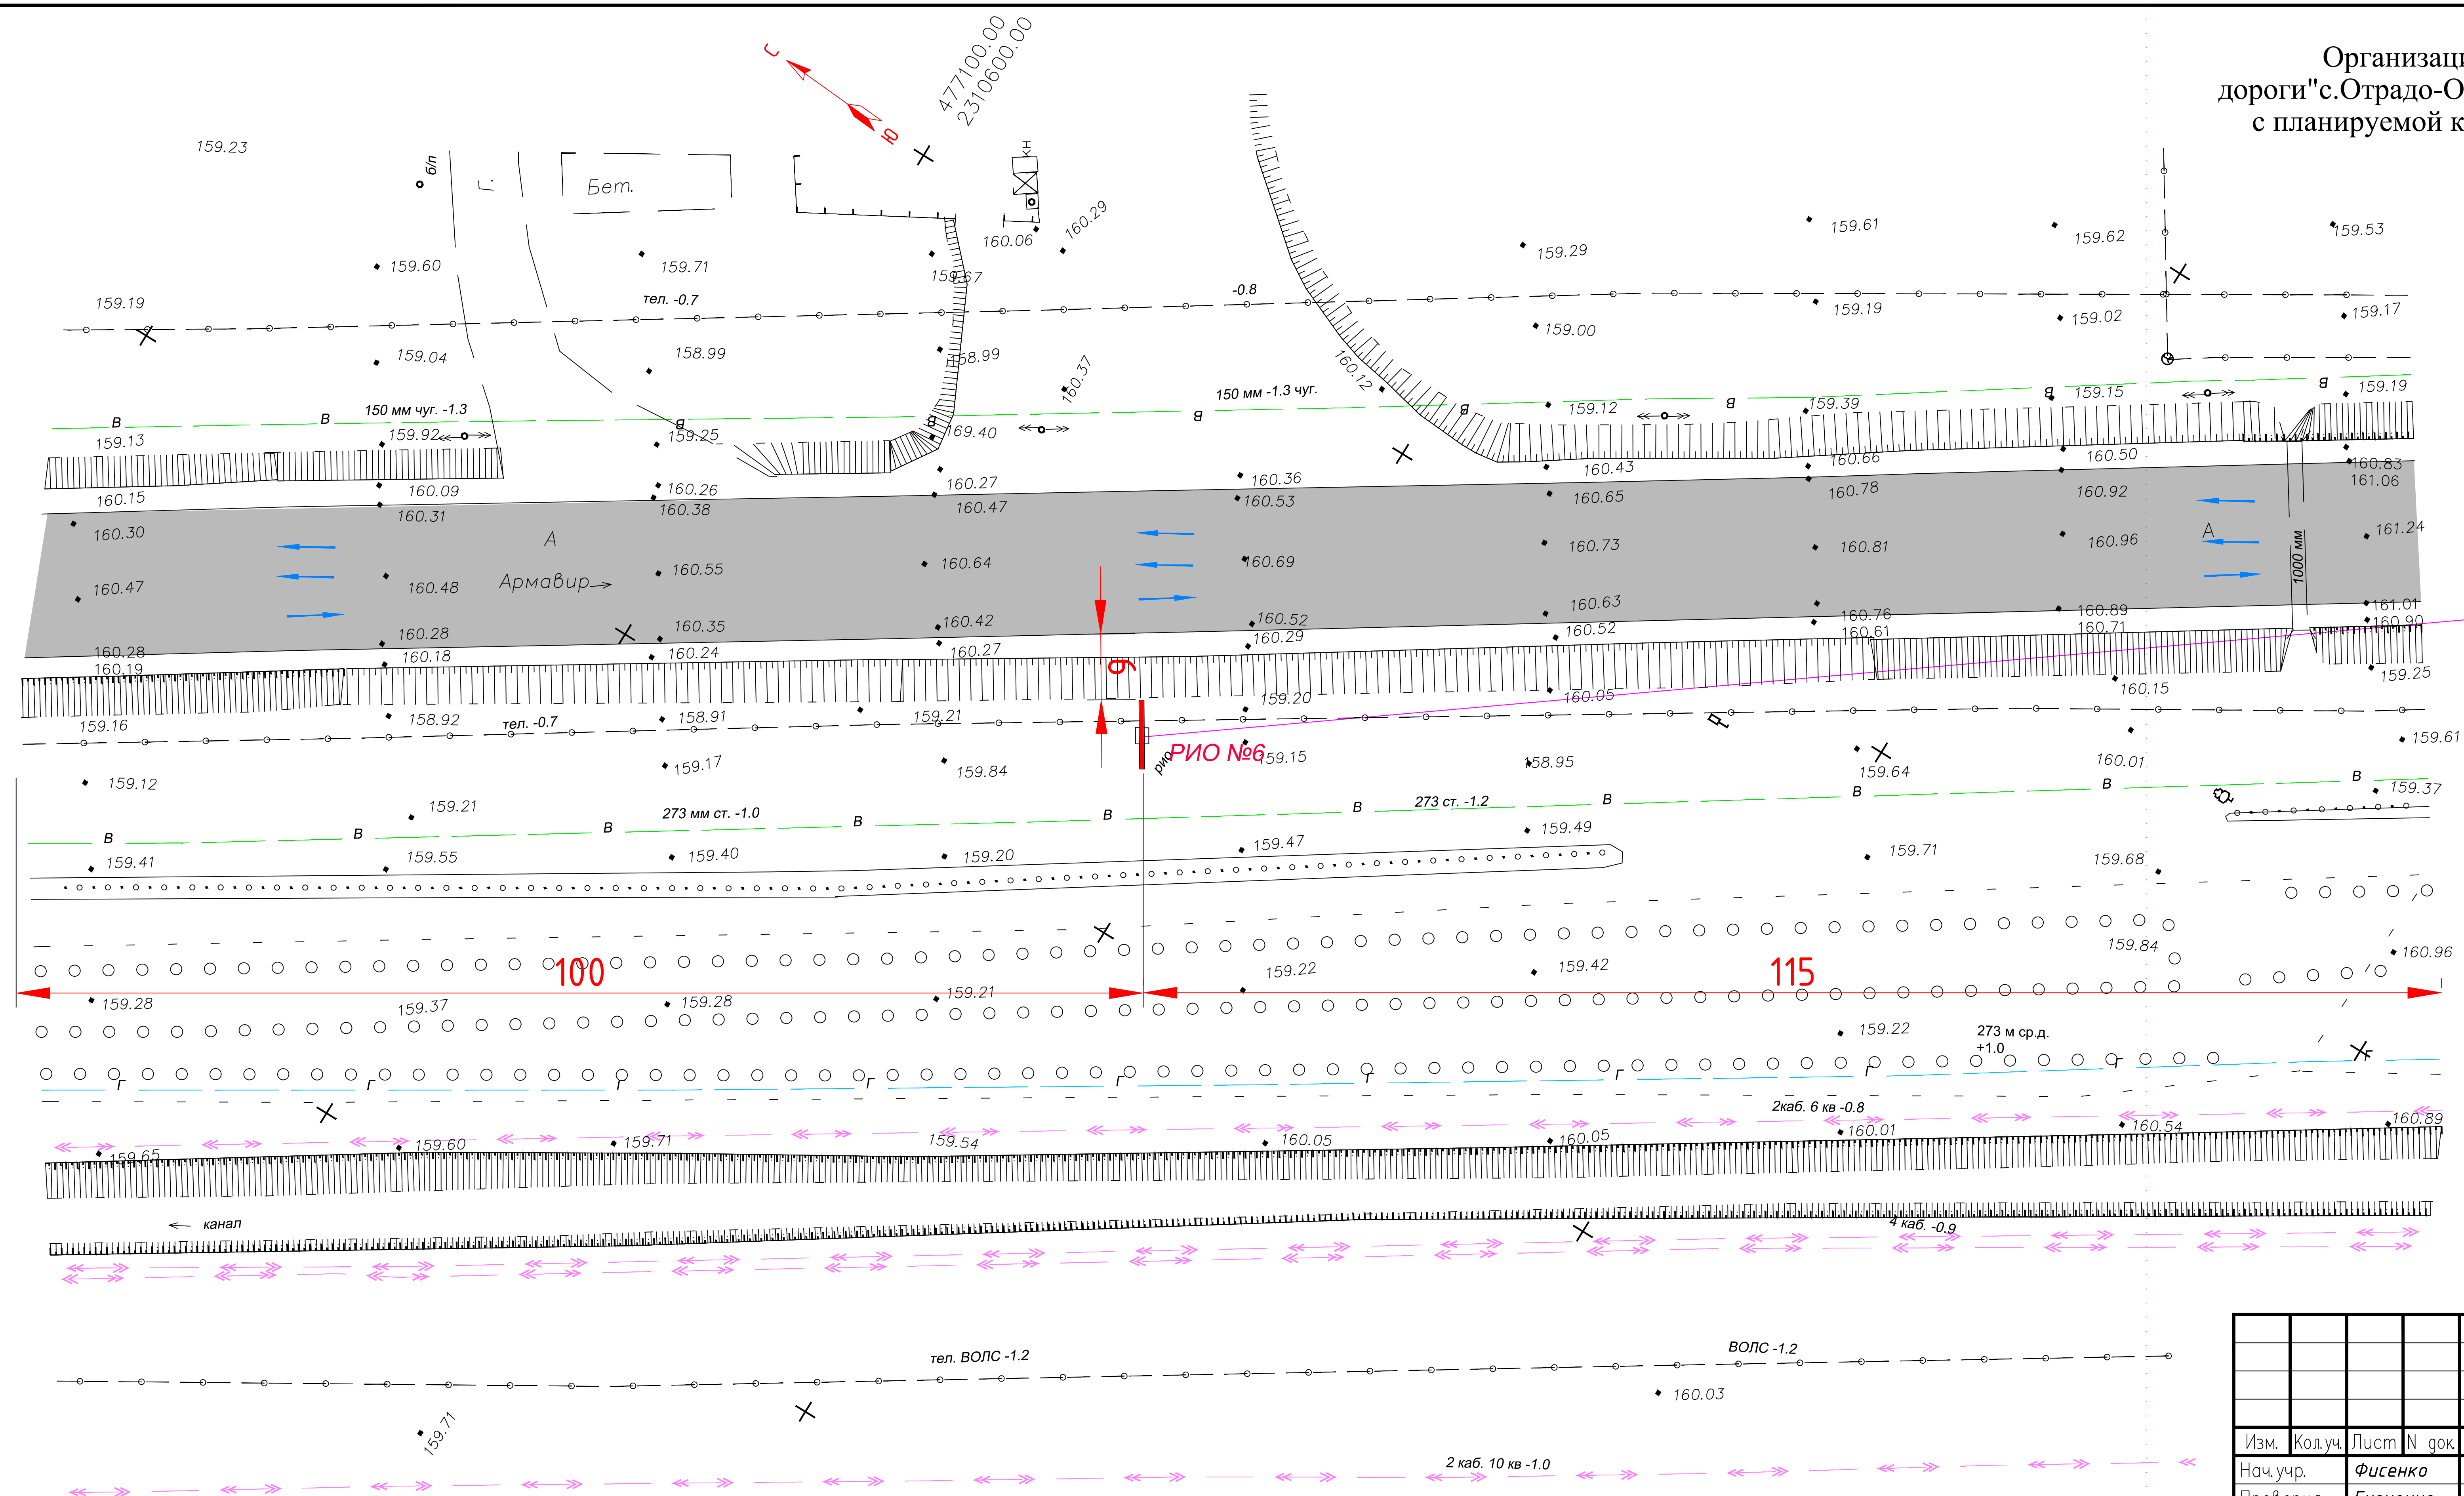 Организац
дороги"с.Отрадо-О
с планируемой к
С
Ю
477100.00
2310600.00
159.23
б/п
Г.
Бет.
КН
160.06
160.29
159.60
159.71
159.67
159.29
159.61
159.62
159.53
159.19
тел. -0.7
-0.8
159.04
158.99
158.99
160.37
159.00
160.12
159.19
159.02
159.17
В
В
150 мм чуг. -1.3
В
В
В
150 мм -1.3 чуг.
В
В
В
В
159.13
159.92
159.25
169.40
159.12
159.39
159.15
159.19
160.15
160.09
160.26
160.27
160.36
160.43
160.66
160.50
160.83
160.31
160.38
160.47
160.53
160.65
160.78
160.92
161.06
160.30
А
А
161.24
160.47
160.48
Армавир
160.55
160.64
160.69
160.73
160.81
160.96
1000 мм
160.28
160.28
160.35
160.42
160.52
160.63
160.76
160.89
161.01
160.19
160.18
160.24
160.27
160.29
160.52
160.61
160.71
160.90
6
159.16
158.92
тел. -0.7
158.91
159.21
159.20
160.05
160.15
159.25
рио
РИО №6
159.12
159.17
159.84
159.15
158.95
159.64
160.01
159.61
159.21
273 мм ст. -1.0
273 ст. -1.2
В
В
В
В
В
В
В
В
В
В
159.37
159.41
159.55
159.40
159.20
159.47
159.49
159.71
159.68
100
115
159.28
159.37
159.28
159.21
159.22
159.42
159.84
160.96
159.22
273 м ср.д.
+1.0
Г
Г
Г
Г
Г
Г
Г
Г
Г
Г
2каб. 6 кв -0.8
159.65
159.60
159.71
159.54
160.05
160.05
160.01
160.54
160.89
канал
4 каб. -0.9
тел. ВОЛС -1.2
ВОЛС -1.2
159.71
160.03
2 каб. 10 кв -1.0
Изм. Кол.уч. Лист N док.
Нач.учр. Фисенко